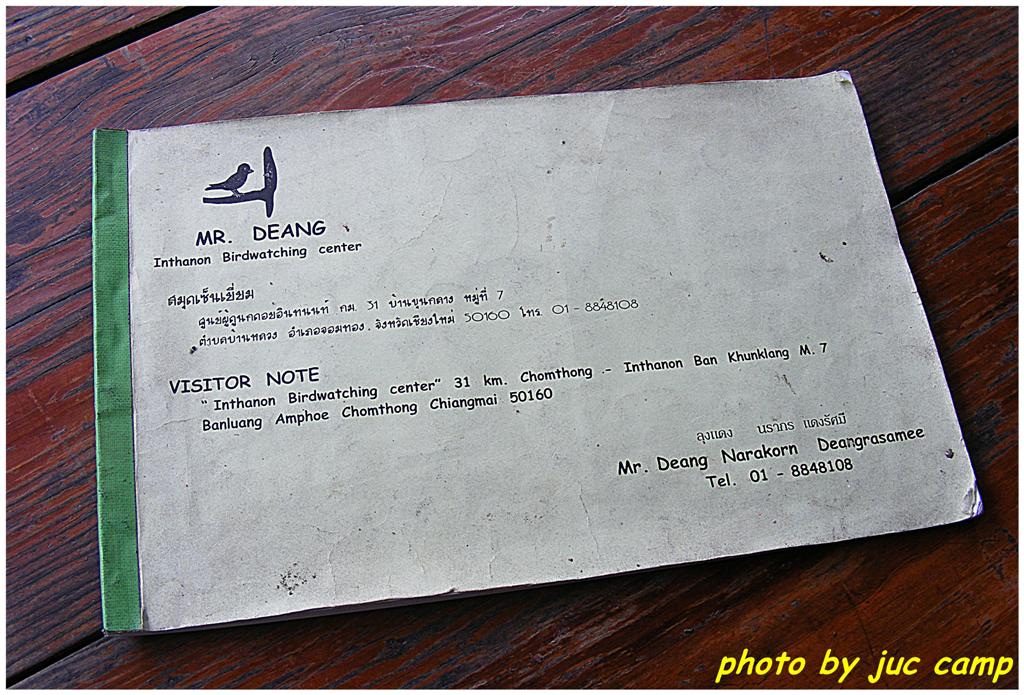 MR. DEANG
Inthanon Birdwatching center
สมุดเซ็นเยี่ยม
ศูนย์ผู้ดูนกดอยอินทนนท์ กม. 31 บ้านขุนกลาง หมู่ที่ 7
ตำบลบ้านหลวง อำเภอจอมทอง จังหวัดเชียงใหม่ 50160 โทร. 01 - 8848108
VISITOR NOTE
“ Inthanon Birdwatching center” 31 km. Chomthong .- Inthanon Ban Khunklang M. 7
Banluang Amphoe Chomthong Chiangmai 50160
ลุงแดง นรากร แดงรัศมี
Mr. Deang Narakorn Deangrasamee
Tel. 01 - 8848108
photo by juc camp